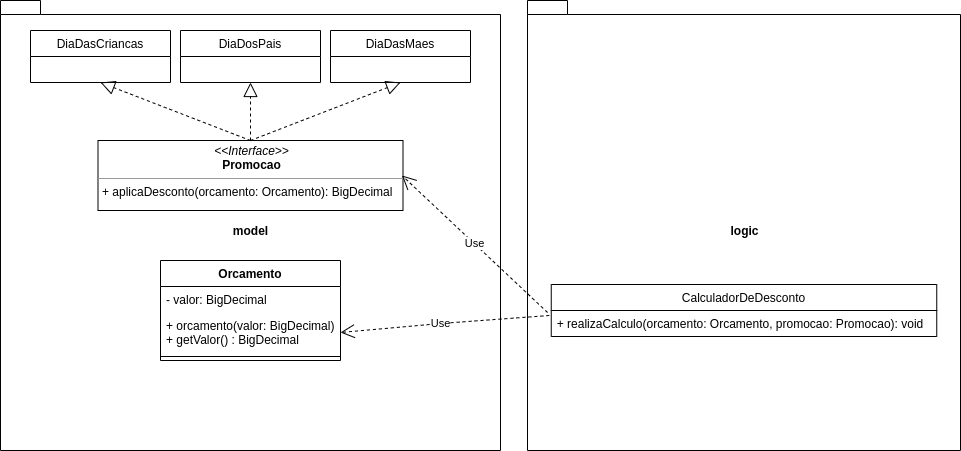 DiaDasCriancas
DiaDosPais
DiaDasMaes
<<Interface>>
Promocao
+ aplicaDesconto(orcamento: Orcamento): BigDecimal
model
Orcamento
- valor: BigDecimal
+ orcamento(valor: BigDecimal)
+ getValor() : BigDecimal
Use
Use
logic
CalculadorDeDesconto
+ realizaCalculo(orcamento: Orcamento, promocao: Promocao): void